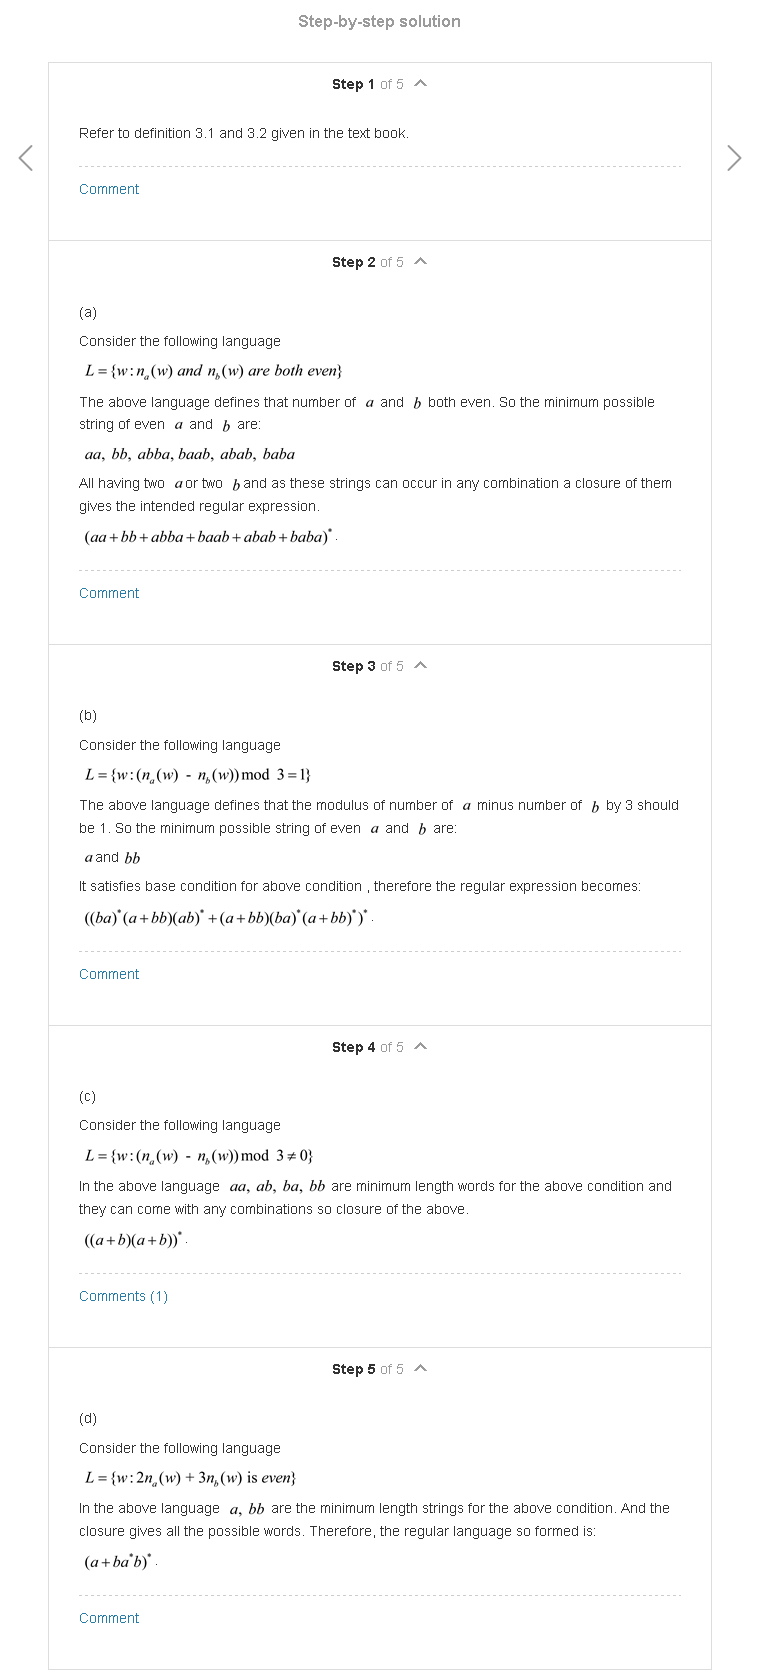 Step-by-step solution
Step 1 of 5
Refer to definition 3.1 and 3.2 given in the text book.
Comment
Step 2 of 5
(a)
Consider the following language
L = {w : nₐ(w) and n_b(w) are both even}
The above language defines that number of a and b both even. So the minimum possible
string of even a and b are:
aa, bb, abba, baab, abab, baba
All having two a or two b and as these strings can occur in any combination a closure of them
gives the intended regular expression.
(aa + bb + abba + baab + abab + baba)* .
Comment
Step 3 of 5
(b)
Consider the following language
L = {w : (nₐ(w) - n_b(w)) mod 3 = 1}
The above language defines that the modulus of number of a minus number of b by 3 should
be 1. So the minimum possible string of even a and b are:
a and bb
It satisfies base condition for above condition , therefore the regular expression becomes:
((ba)*(a + bb)(ab)* + (a + bb)(ba)*(a + bb)*)* .
Comment
Step 4 of 5
(c)
Consider the following language
L = {w : (nₐ(w) - n_b(w)) mod 3 ≠ 0}
In the above language aa, ab, ba, bb are minimum length words for the above condition and
they can come with any combinations so closure of the above.
((a + b)(a + b))* .
Comments (1)
Step 5 of 5
(d)
Consider the following language
L = {w : 2nₐ(w) + 3n_b(w) is even}
In the above language a, bb are the minimum length strings for the above condition. And the
closure gives all the possible words. Therefore, the regular language so formed is:
(a + ba*b)* .
Comment